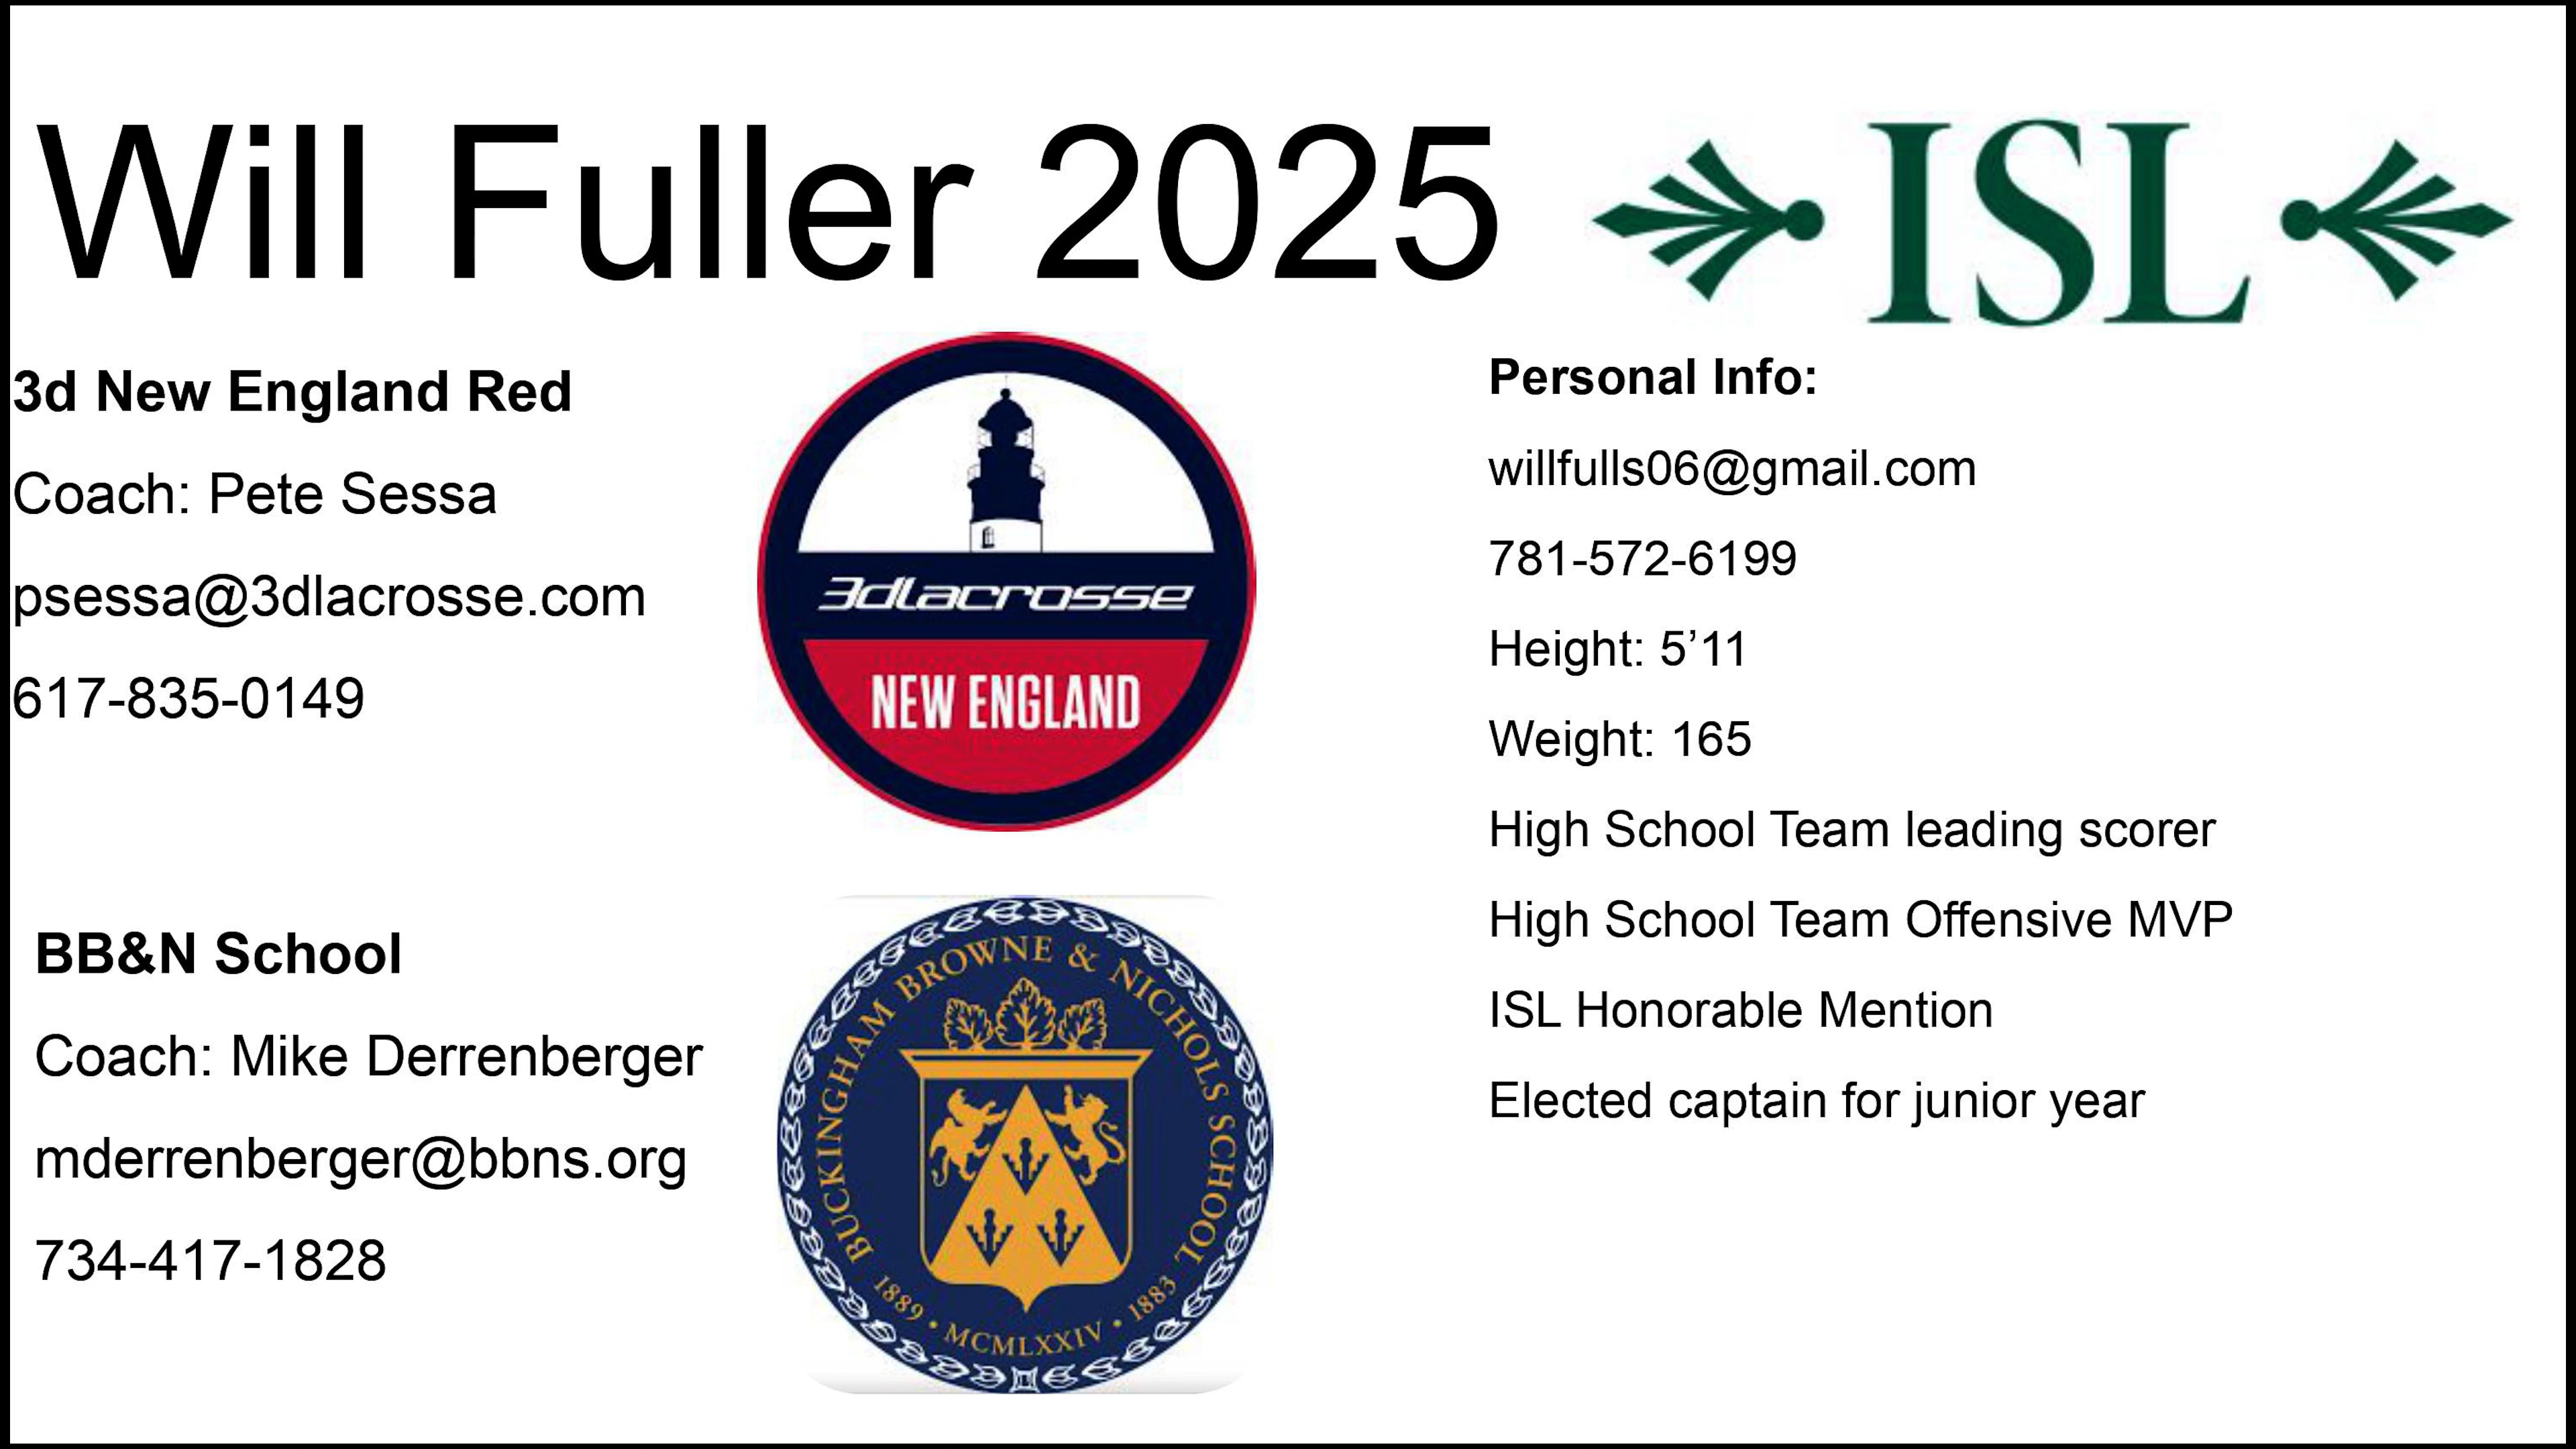 Will Fuller 2025
ISL
3d New England Red
Coach: Pete Sessa
psessa@3dlacrosse.com
617-835-0149
3dlacrosse
NEW ENGLAND
BB&N School
Coach: Mike Derrenberger
mderrenberger@bbns.org
734-417-1828
BUCKINGHAM BROWNE & NICHOLS SCHOOL
1889 • MCMLXXIV • 1883
Personal Info:
willfulls06@gmail.com
781-572-6199
Height: 5’11
Weight: 165
High School Team leading scorer
High School Team Offensive MVP
ISL Honorable Mention
Elected captain for junior year